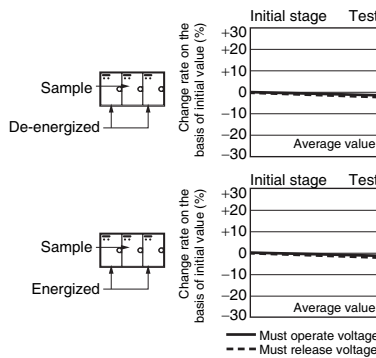 Initial stage Test
Change rate on the
basis of initial value (%)
+30
+20
+10
0
−10
−20
−30
Sample
De-energized
Average value
Initial stage Test
Change rate on the
basis of initial value (%)
+30
+20
+10
0
−10
−20
−30
Sample
Energized
Average value
Must operate voltage
Must release voltage